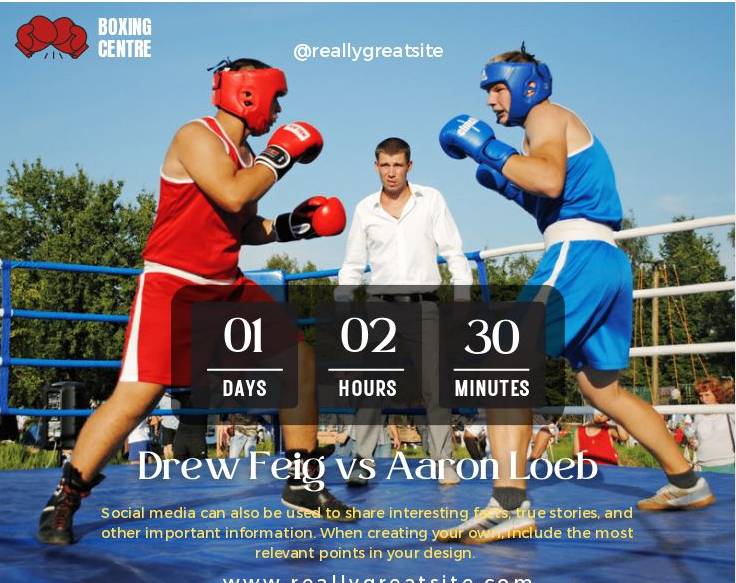 BOXING
CENTRE
@reallygreatsite
01
02
30
DAYS
HOURS
MINUTES
Drew Feig vs Aaron Loeb
Social media can also be used to share interesting facts, true stories, and
other important information. When creating your own, include the most
relevant points in your design.
www.reallygreatsite.com